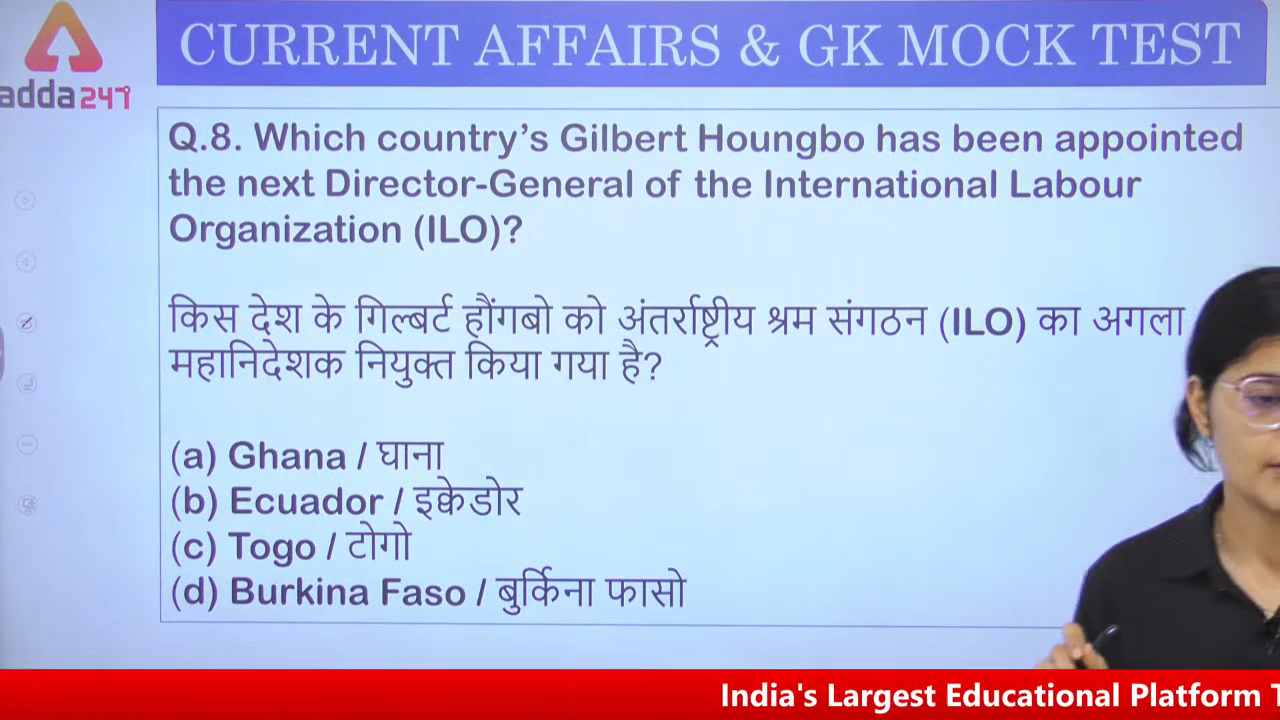 CURRENT AFFAIRS & GK MOCK TEST
adda247
Q.8. Which country's Gilbert Houngbo has been appointed
the next Director-General of the International Labour
Organization (ILO)?
किस देश के गिल्बर्ट हौंगबो को अंतर्राष्ट्रीय श्रम संगठन (ILO) का अगला
महानिदेशक नियुक्त किया गया है?
(a) Ghana / घाना
(b) Ecuador / इक्वेडोर
(c) Togo / टोगो
(d) Burkina Faso / बुर्किना फासो
India's Largest Educational Platform T